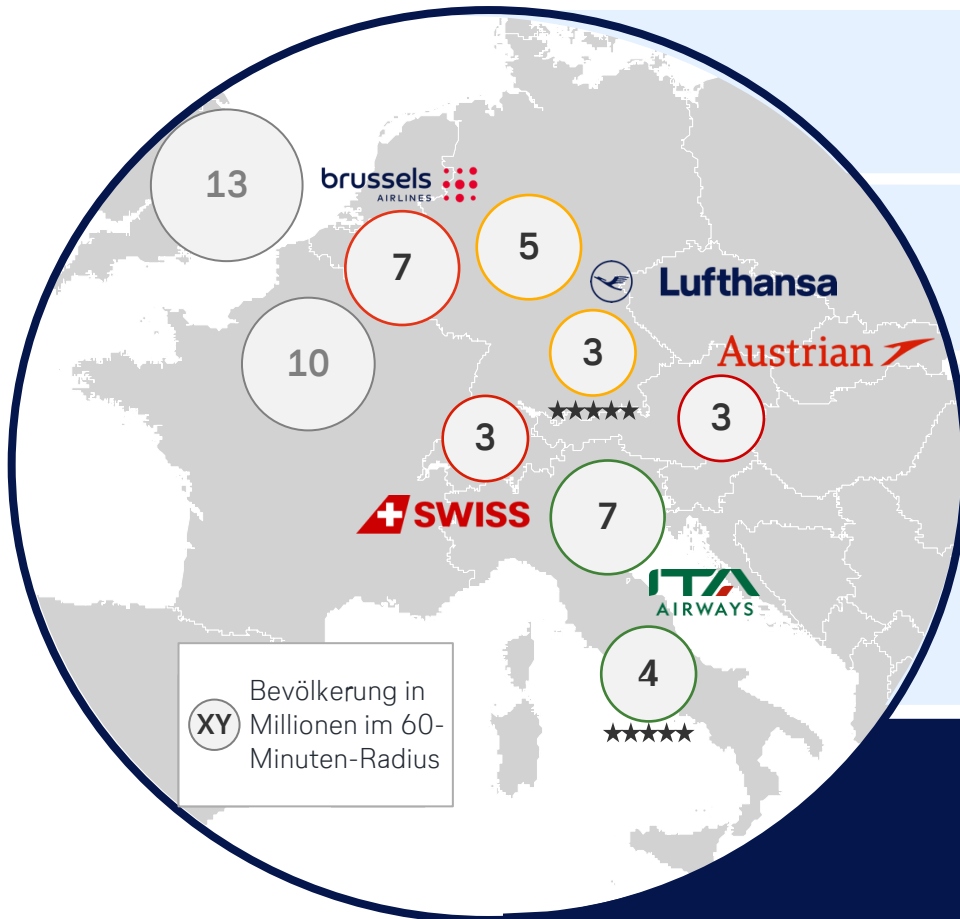 13
brussels
AIRLINES
7
5
Lufthansa
10
3
Austrian
★★★★★
3
3
SWISS
7
ITA
AIRWAYS
4
★★★★★
XY
Bevölkerung in
Millionen im 60-
Minuten-Radius